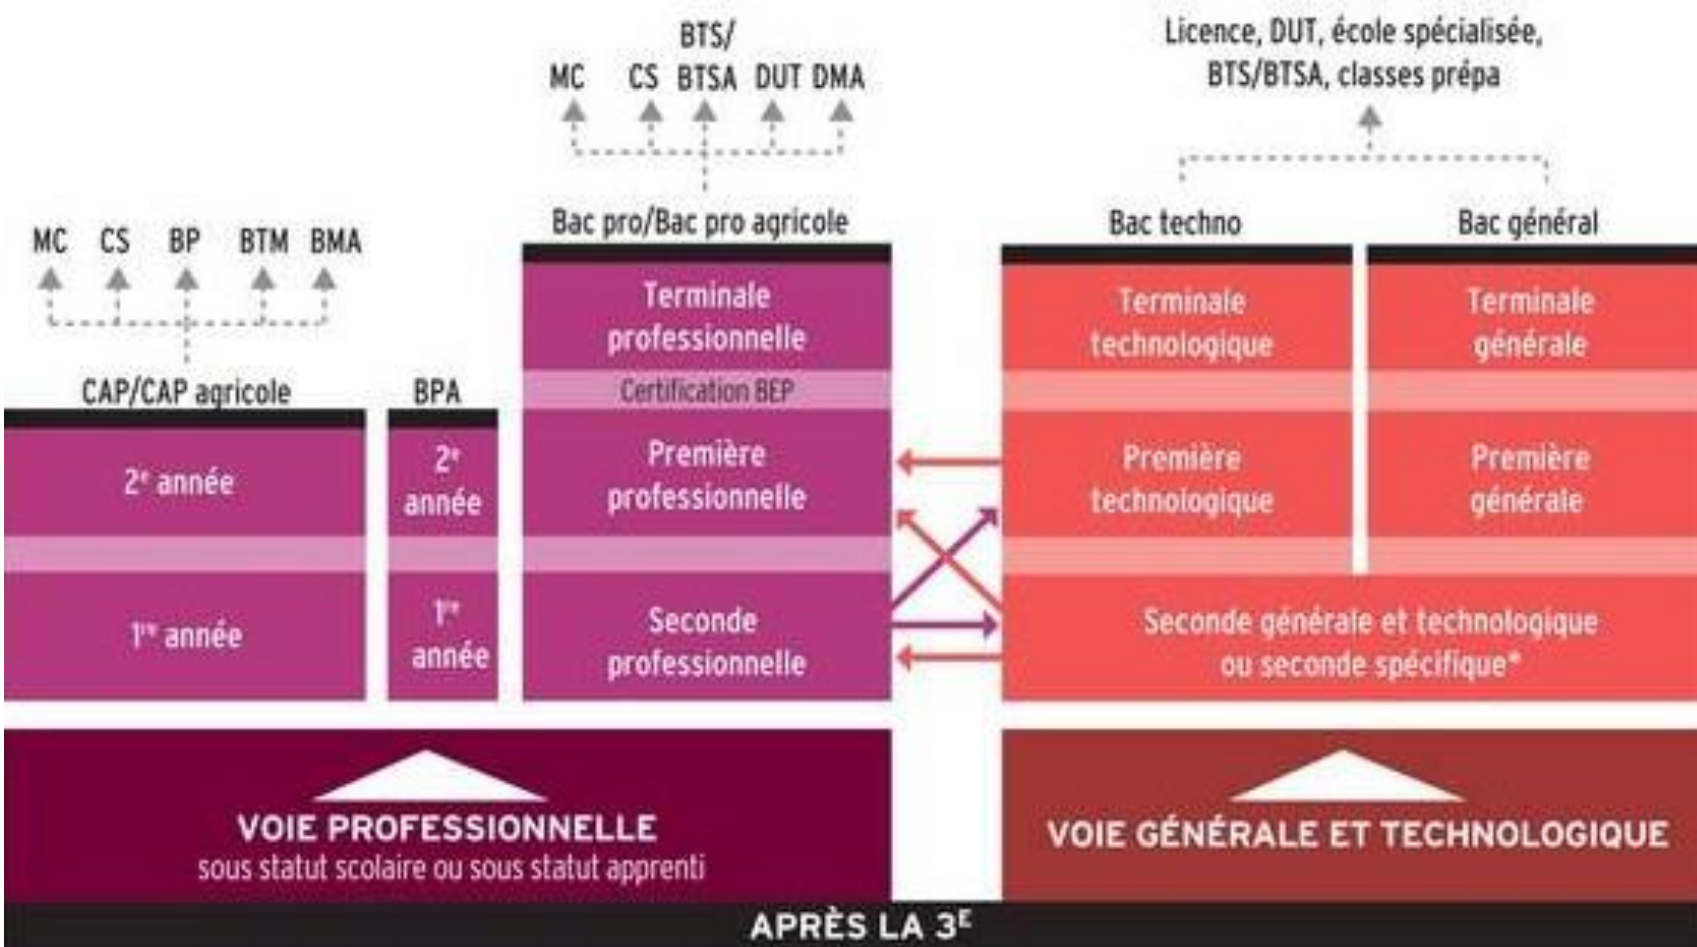 BTS/
MC CS BTSA DUT DMA
Licence, DUT, école spécialisée,
BTS/BTSA, classes prépa
Bac pro/Bac pro agricole
Bac techno
Bac général
MC CS BP BTM BMA
CAP/CAP agricole
BPA
Terminale
professionnelle
Certification BEP
Première
professionnelle
Seconde
professionnelle
2e année
1re année
2e
année
1re
année
Terminale
technologique
Terminale
générale
Première
technologique
Première
générale
Seconde générale et technologique
ou seconde spécifique*
VOIE PROFESSIONNELLE
sous statut scolaire ou sous statut apprenti
VOIE GÉNÉRALE ET TECHNOLOGIQUE
APRÈS LA 3E